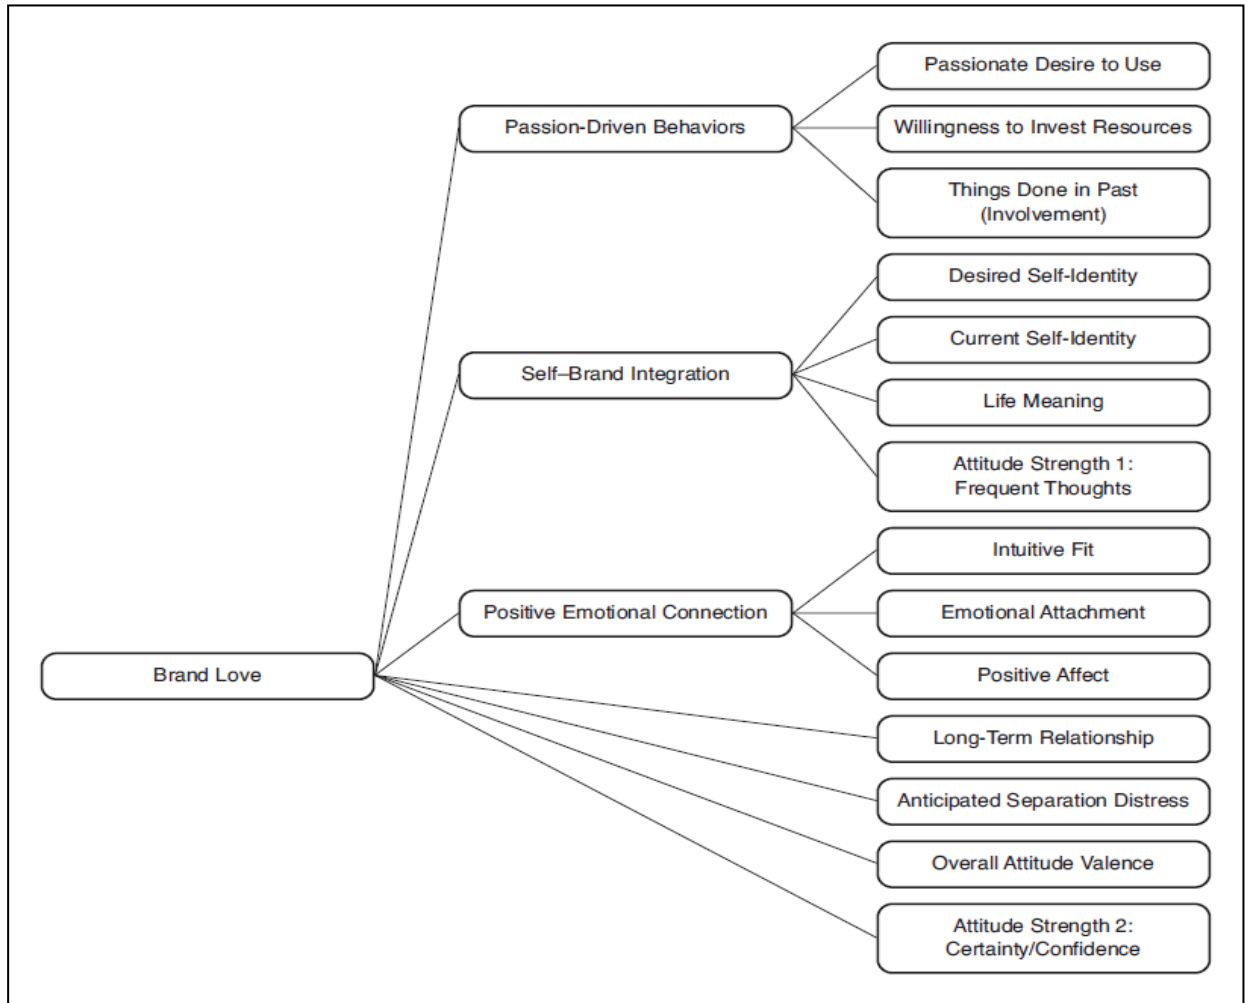 Passionate Desire to Use
Passion-Driven Behaviors
Willingness to Invest Resources
Things Done in Past
(Involvement)
Desired Self-Identity
Current Self-Identity
Self–Brand Integration
Life Meaning
Attitude Strength 1:
Frequent Thoughts
Intuitive Fit
Positive Emotional Connection
Emotional Attachment
Brand Love
Positive Affect
Long-Term Relationship
Anticipated Separation Distress
Overall Attitude Valence
Attitude Strength 2:
Certainty/Confidence